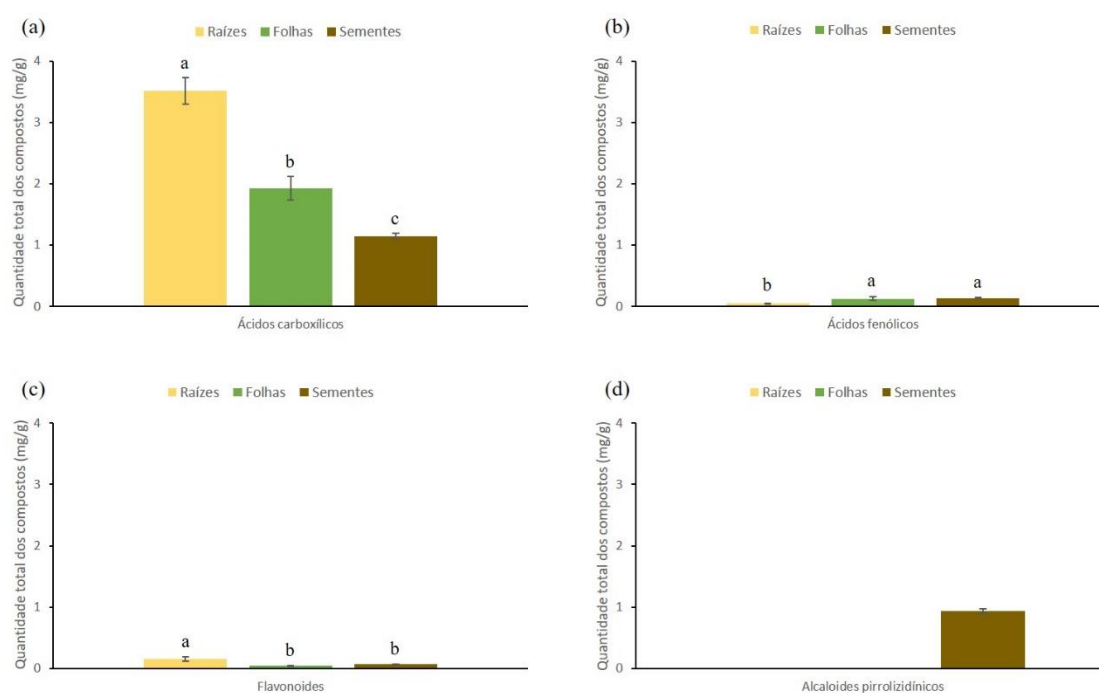 (a)
Raízes Folhas Sementes
Quantidade total dos compostos (mg/g)
4
3
2
1
0
a
b
c
Ácidos carboxílicos
(b)
Raízes Folhas Sementes
Quantidade total dos compostos (mg/g)
4
3
2
1
0
b
a
a
Ácidos fenólicos
(c)
Raízes Folhas Sementes
Quantidade total dos compostos (mg/g)
4
3
2
1
0
a
b
b
Flavonoides
(d)
Raízes Folhas Sementes
Quantidade total dos compostos (mg/g)
4
3
2
1
0
Alcaloides pirrolizidínicos